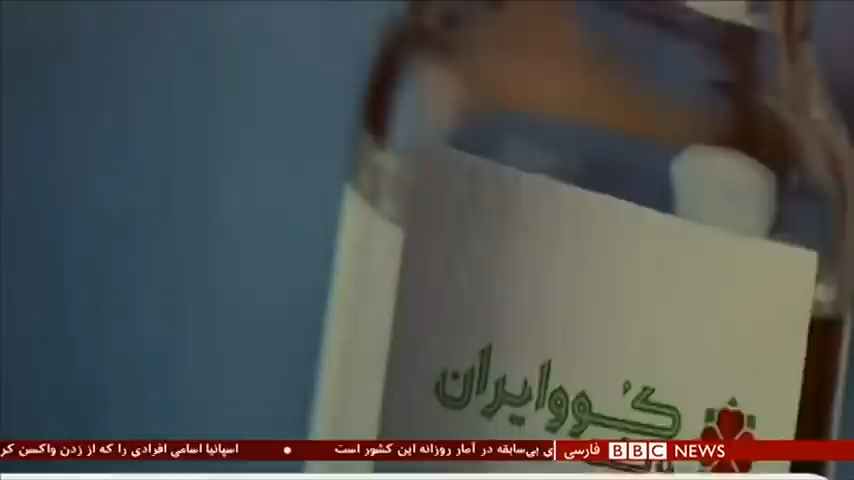 کووایران
BBC NEWS فارسی ی بی‌سابقه در آمار روزانه این کشور است • اسپانیا اسامی افرادی را که از زدن واکسن کر